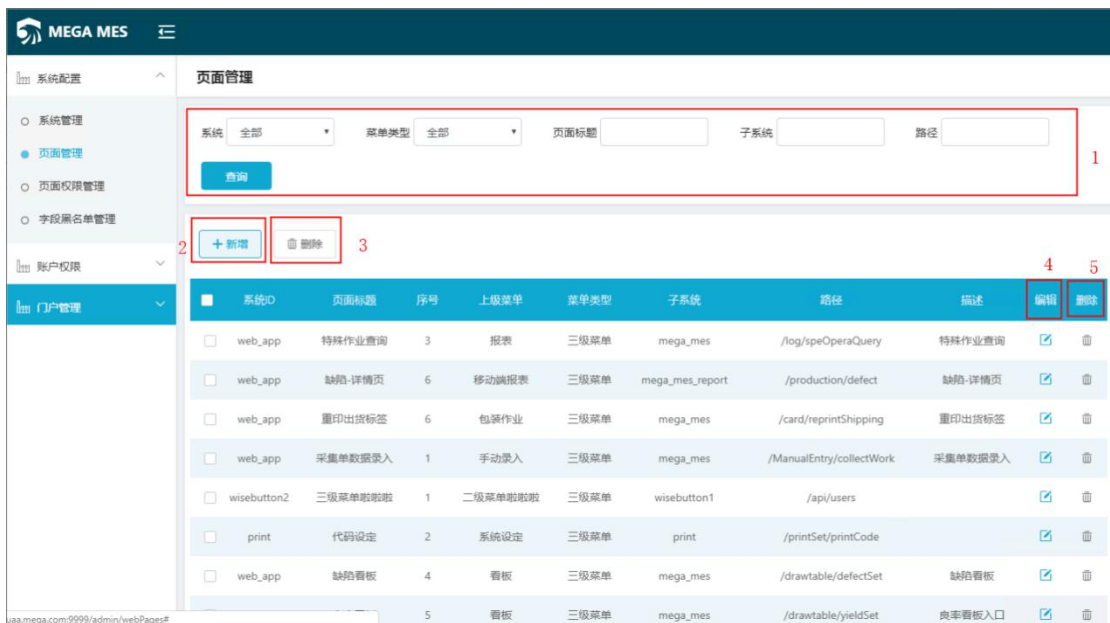 MEGA MES
系统配置
系统管理
页面管理
页面权限管理
字段黑名单管理
账户权限
门户管理
页面管理
系统 全部 菜单类型 全部 页面标题 子系统 路径
查询
1
2 新增 删除 3
4 5
系统ID 页面标题 序号 上级菜单 菜单类型 子系统 路径 描述 编辑 删除
web_app 特殊作业查询 3 报表 三级菜单 mega_mes /log/speOperaQuery 特殊作业查询
web_app 缺陷-详情页 6 移动端报表 三级菜单 mega_mes_report /production/defect 缺陷-详情页
web_app 重印出货标签 6 包装作业 三级菜单 mega_mes /card/reprintShipping 重印出货标签
web_app 采集单数据录入 1 手动录入 三级菜单 mega_mes /ManualEntry/collectWork 采集单数据录入
wisebutton2 三级菜单啦啦啦 1 二级菜单啦啦啦 三级菜单 wisebutton1 /api/users
print 代码设定 2 系统设定 三级菜单 print /printSet/printCode
web_app 缺陷看板 4 看板 三级菜单 mega_mes /drawtable/defectSet 缺陷看板
5 看板 三级菜单 mega_mes /drawtable/yieldSet 良率看板入口
uaa.mega.com:9999/admin/webPages#